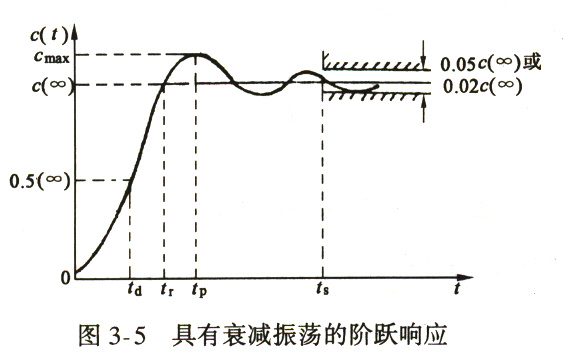 c(t)
cmax
c(∞)
0.05c(∞)或
0.02c(∞)
0.5(∞)
0
td
tr
tp
ts
t
图 3-5 具有衰减振荡的阶跃响应